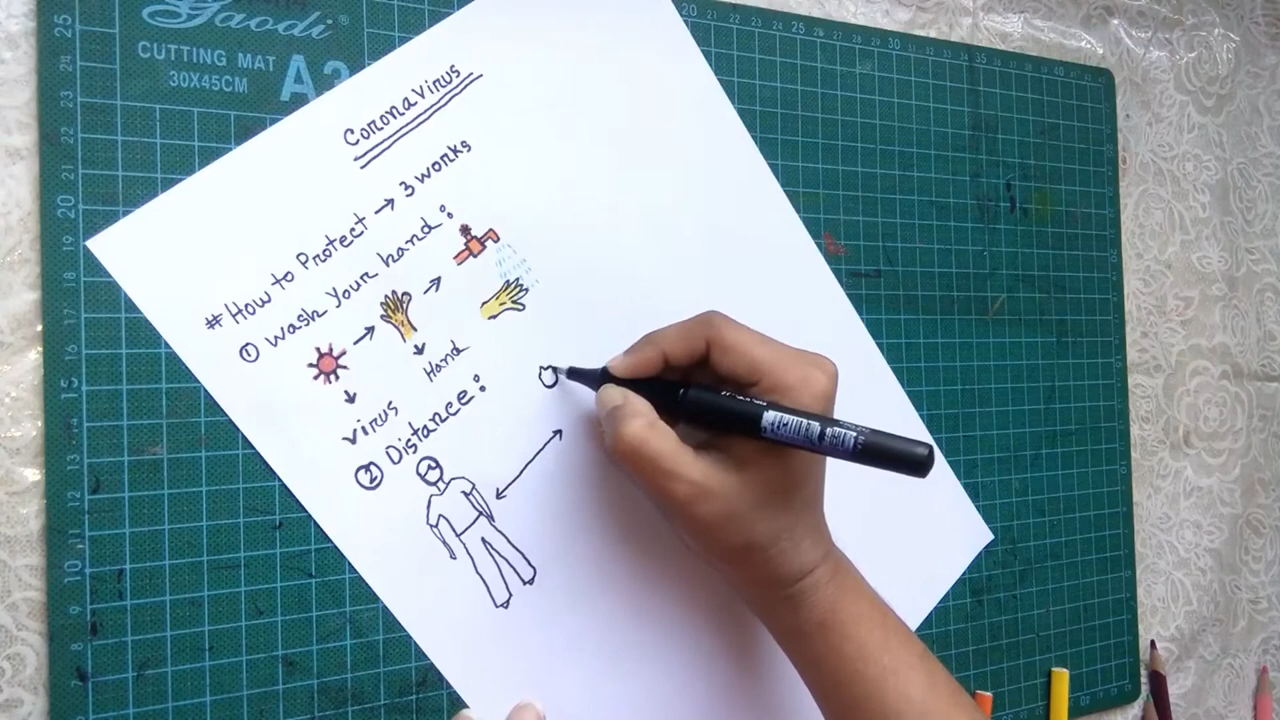 Gaodi®
CUTTING MAT
30X45CM
A3
CoronaVirus
#How to Protect → 3 works
① Wash Your hand:
Hand
virus
② Distance: